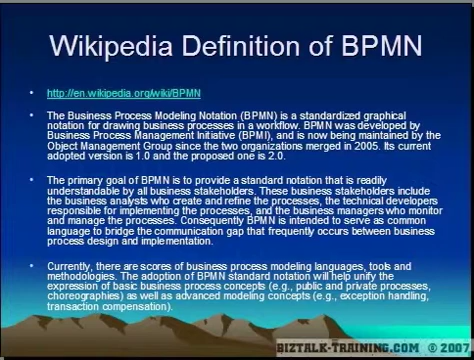 Wikipedia Definition of BPMN
http://en.wikipedia.org/wiki/BPMN
The Business Process Modeling Notation (BPMN) is a standardized graphical
notation for drawing business processes in a workflow. BPMN was developed by
Business Process Management Initiative (BPMI), and is now being maintained by the
Object Management Group since the two organizations merged in 2005. Its current
adopted version is 1.0 and the proposed one is 2.0.
The primary goal of BPMN is to provide a standard notation that is readily
understandable by all business stakeholders. These business stakeholders include
the business analysts who create and refine the processes, the technical developers
responsible for implementing the processes, and the business managers who monitor
and manage the processes. Consequently BPMN is intended to serve as common
language to bridge the communication gap that frequently occurs between business
process design and implementation.
Currently, there are scores of business process modeling languages, tools and
methodologies. The adoption of BPMN standard notation will help unify the
expression of basic business process concepts (e.g., public and private processes,
choreographies) as well as advanced modeling concepts (e.g., exception handling,
transaction compensation).
BIZTALK-TRAINING.COM © 2007